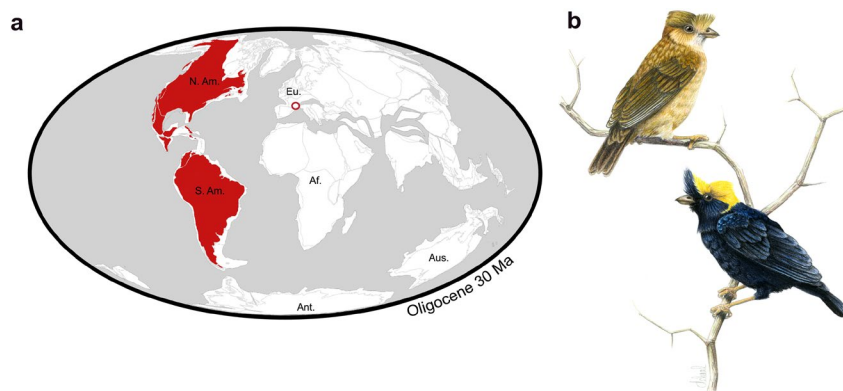 a
b
N. Am.
Eu.
S. Am.
Af.
Aus.
Ant.
Oligocene 30 Ma